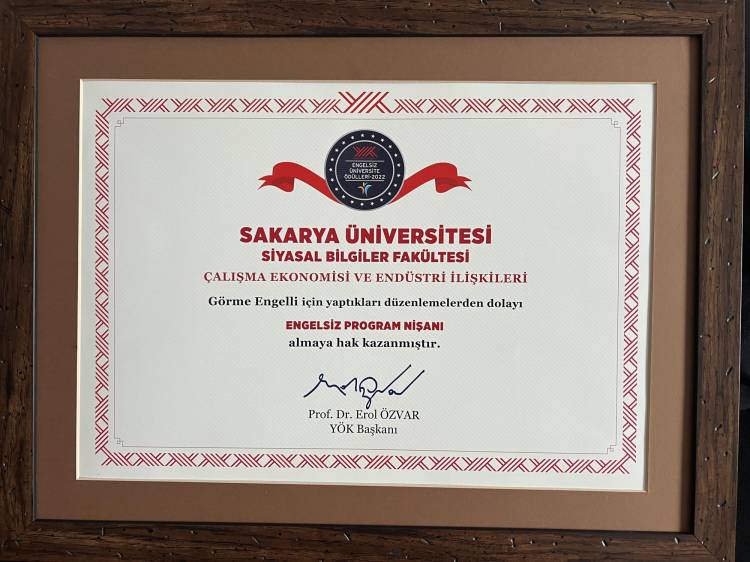 ENGELSİZ
ÜNİVERSİTE
ÖDÜLLERİ-2022
SAKARYA ÜNİVERSİTESİ
SİYASAL BİLGİLER FAKÜLTESİ
ÇALIŞMA EKONOMİSİ VE ENDÜSTRİ İLİŞKİLERİ
Görme Engelli için yaptıkları düzenlemelerden dolayı
ENGELSİZ PROGRAM NİŞANI
almaya hak kazanmıştır.
Prof. Dr. Erol ÖZVAR
YÖK Başkanı